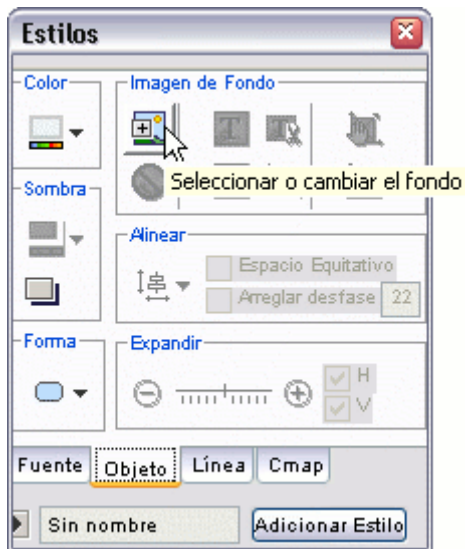 Estilos
Color
Imagen de Fondo
Seleccionar o cambiar el fondo
Sombra
Alinear
Espacio Equitativo
Arreglar desfase 22
Forma
Expandir
H
V
Fuente Objeto Línea Cmap
Sin nombre Adicionar Estilo